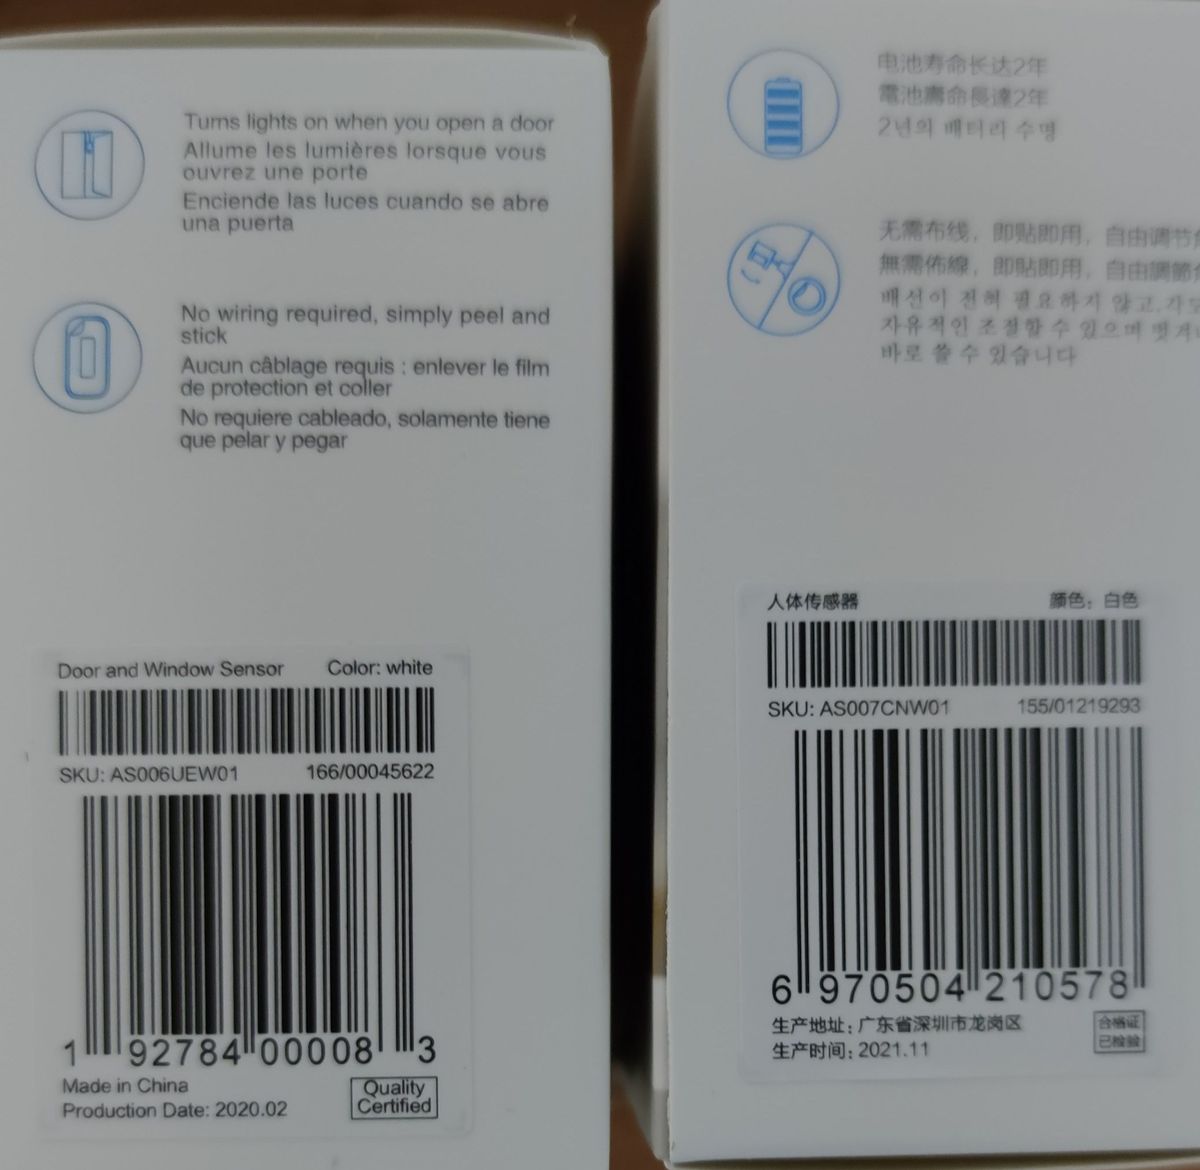 Turns lights on when you open a door
Allume les lumières lorsque vous
ouvrez une porte
Enciende las luces cuando se abre
una puerta
No wiring required, simply peel and
stick
Aucun câblage requis : enlever le film
de protection et coller
No requiere cableado, solamente tiene
que pelar y pegar
Door and Window Sensor Color: white
SKU: AS006UEW01 166/00045622
1 92784 00008 3
Made in China
Production Date: 2020.02
Quality
Certified
电池寿命长达2年
電池壽命長達2年
2년의 배터리 수명
无需布线，即贴即用，自由调节
無需佈線，即貼即用，自由調節
배선이 전혀 필요하지 않고.각도
자유적인 조절할 수 있으며
바로 쓸 수 있습니다
人体传感器 颜色：白色
SKU: AS007CNW01 155/01219293
6 970504 210578
生产地址：广东省深圳市龙岗区
生产时间：2021.11
合格证
已检验